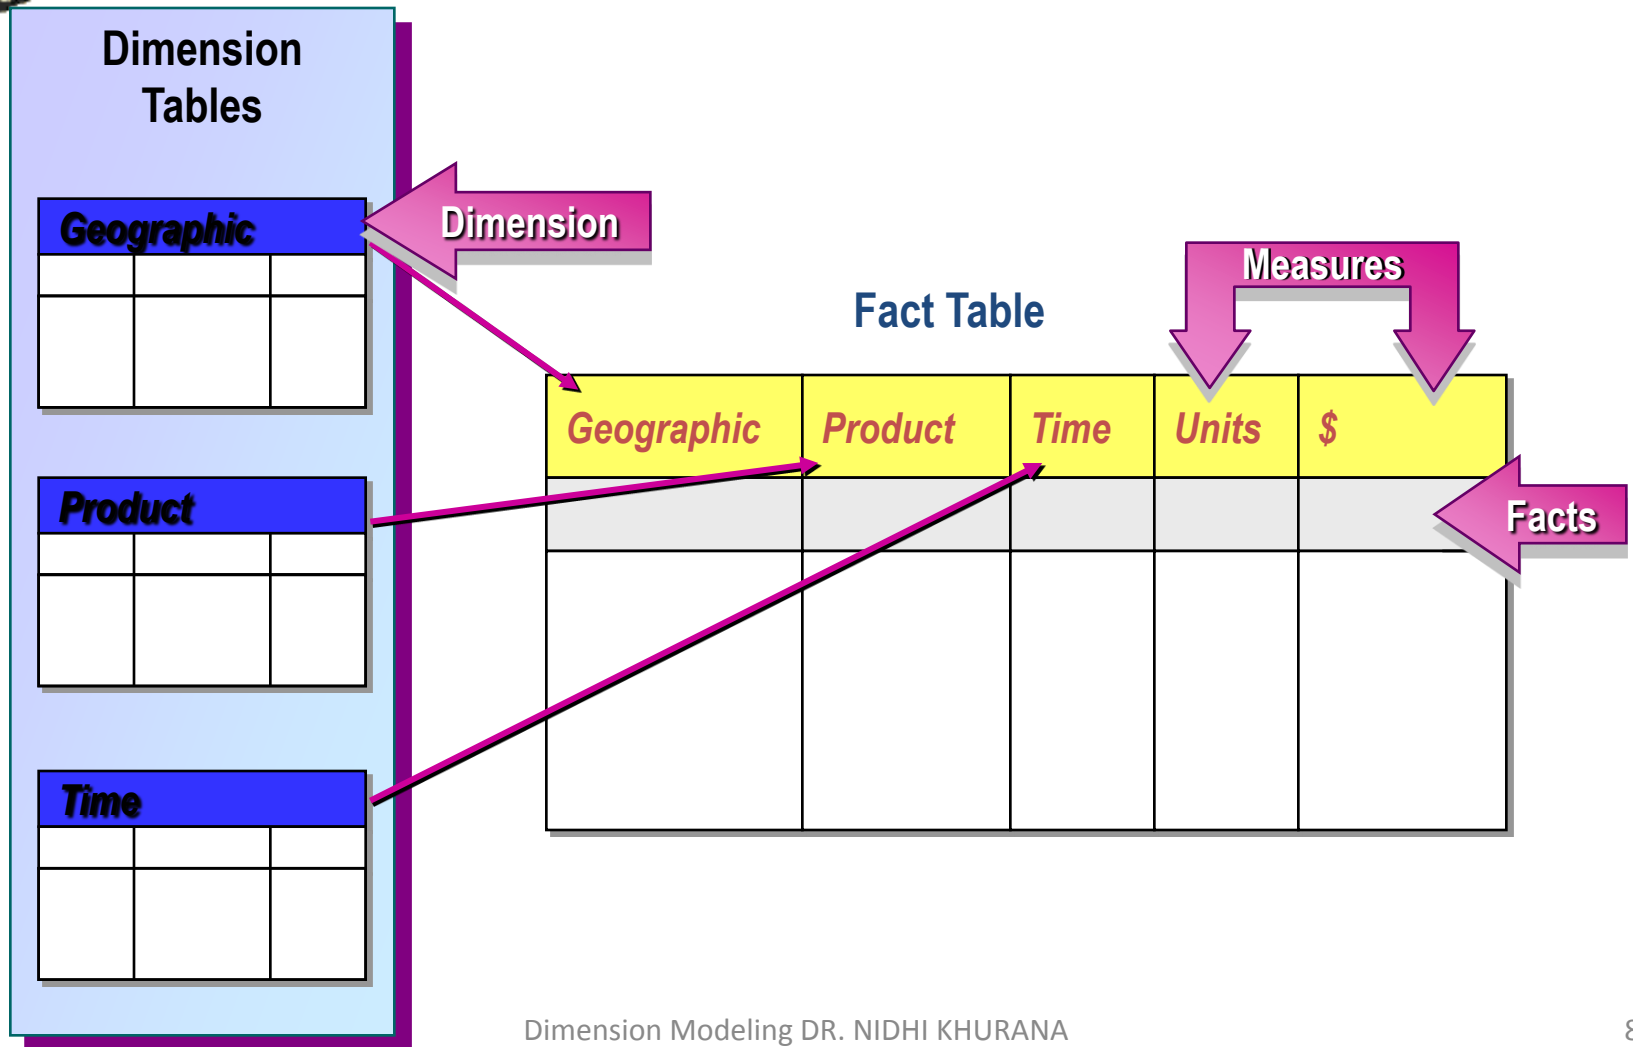 Dimension
Tables
Geographic
Dimension
Measures
Fact Table
Geographic Product Time Units $
Product
Facts
Time
Dimension Modeling DR. NIDHI KHURANA
8